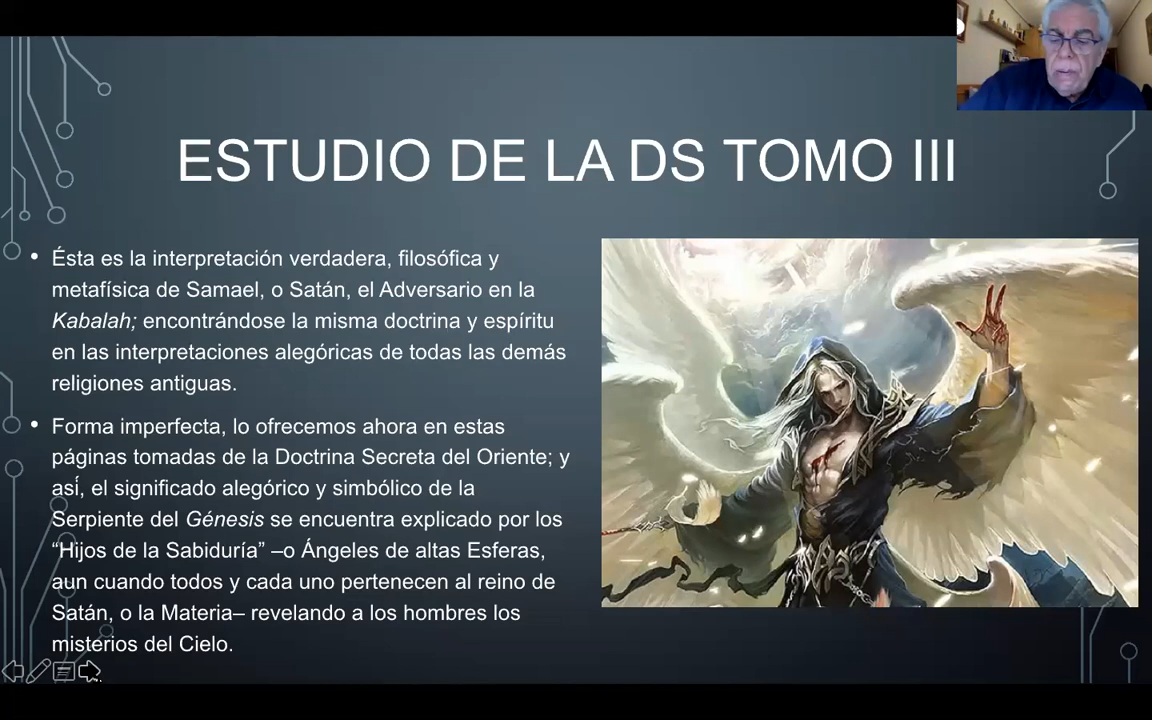 ESTUDIO DE LA DS TOMO III
• Ésta es la interpretación verdadera, filosófica y
metafísica de Samael, o Satán, el Adversario en la
Kabalah; encontrándose la misma doctrina y espíritu
en las interpretaciones alegóricas de todas las demás
religiones antiguas.
• Forma imperfecta, lo ofrecemos ahora en estas
páginas tomadas de la Doctrina Secreta del Oriente; y
así, el significado alegórico y simbólico de la
Serpiente del Génesis se encuentra explicado por los
“Hijos de la Sabiduría” –o Ángeles de altas Esferas,
aun cuando todos y cada uno pertenecen al reino de
Satán, o la Materia– revelando a los hombres los
misterios del Cielo.